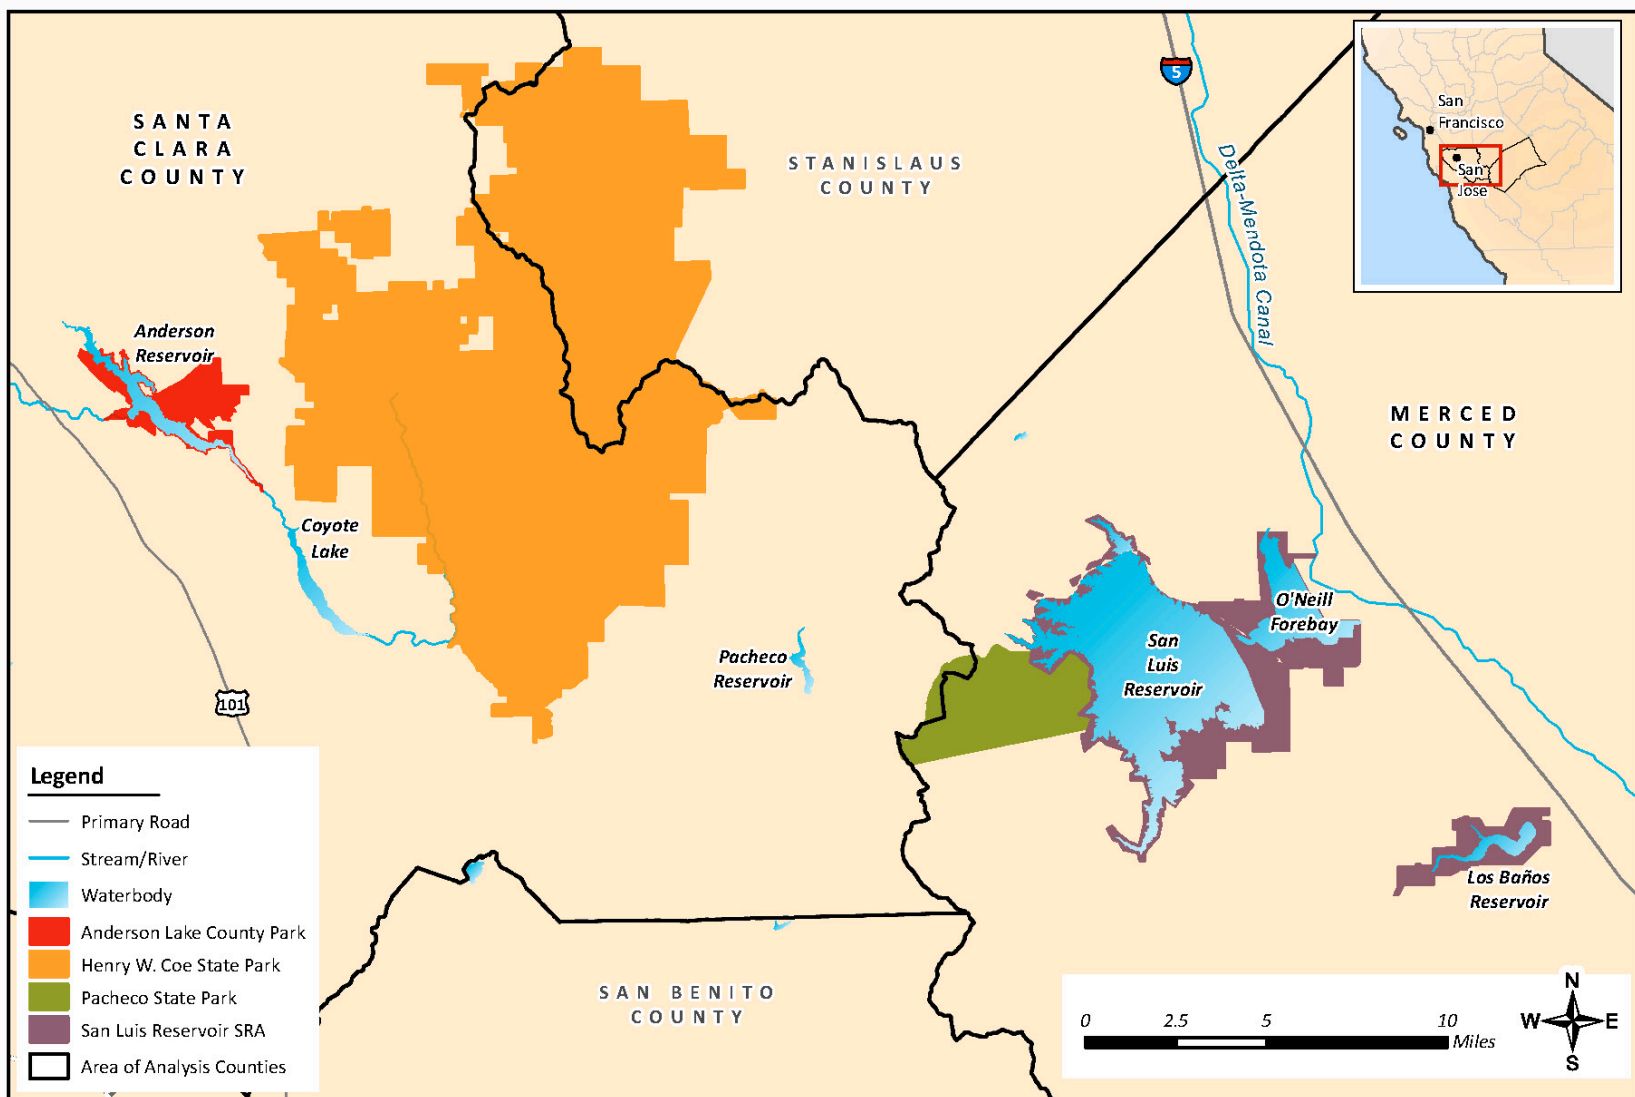 SANTA
CLARA
COUNTY
STANISLAUS
COUNTY
5
Delta-Mendota Canal
San
Francisco
San
Jose
Anderson
Reservoir
MERCED
COUNTY
Coyote
Lake
O'Neill
Forebay
San
Luis
Reservoir
Pacheco
Reservoir
101
Los Baños
Reservoir
SAN BENITO
COUNTY
Legend
Primary Road
Stream/River
Waterbody
Anderson Lake County Park
Henry W. Coe State Park
Pacheco State Park
San Luis Reservoir SRA
Area of Analysis Counties
0 2.5 5 10
Miles
N
W E
S